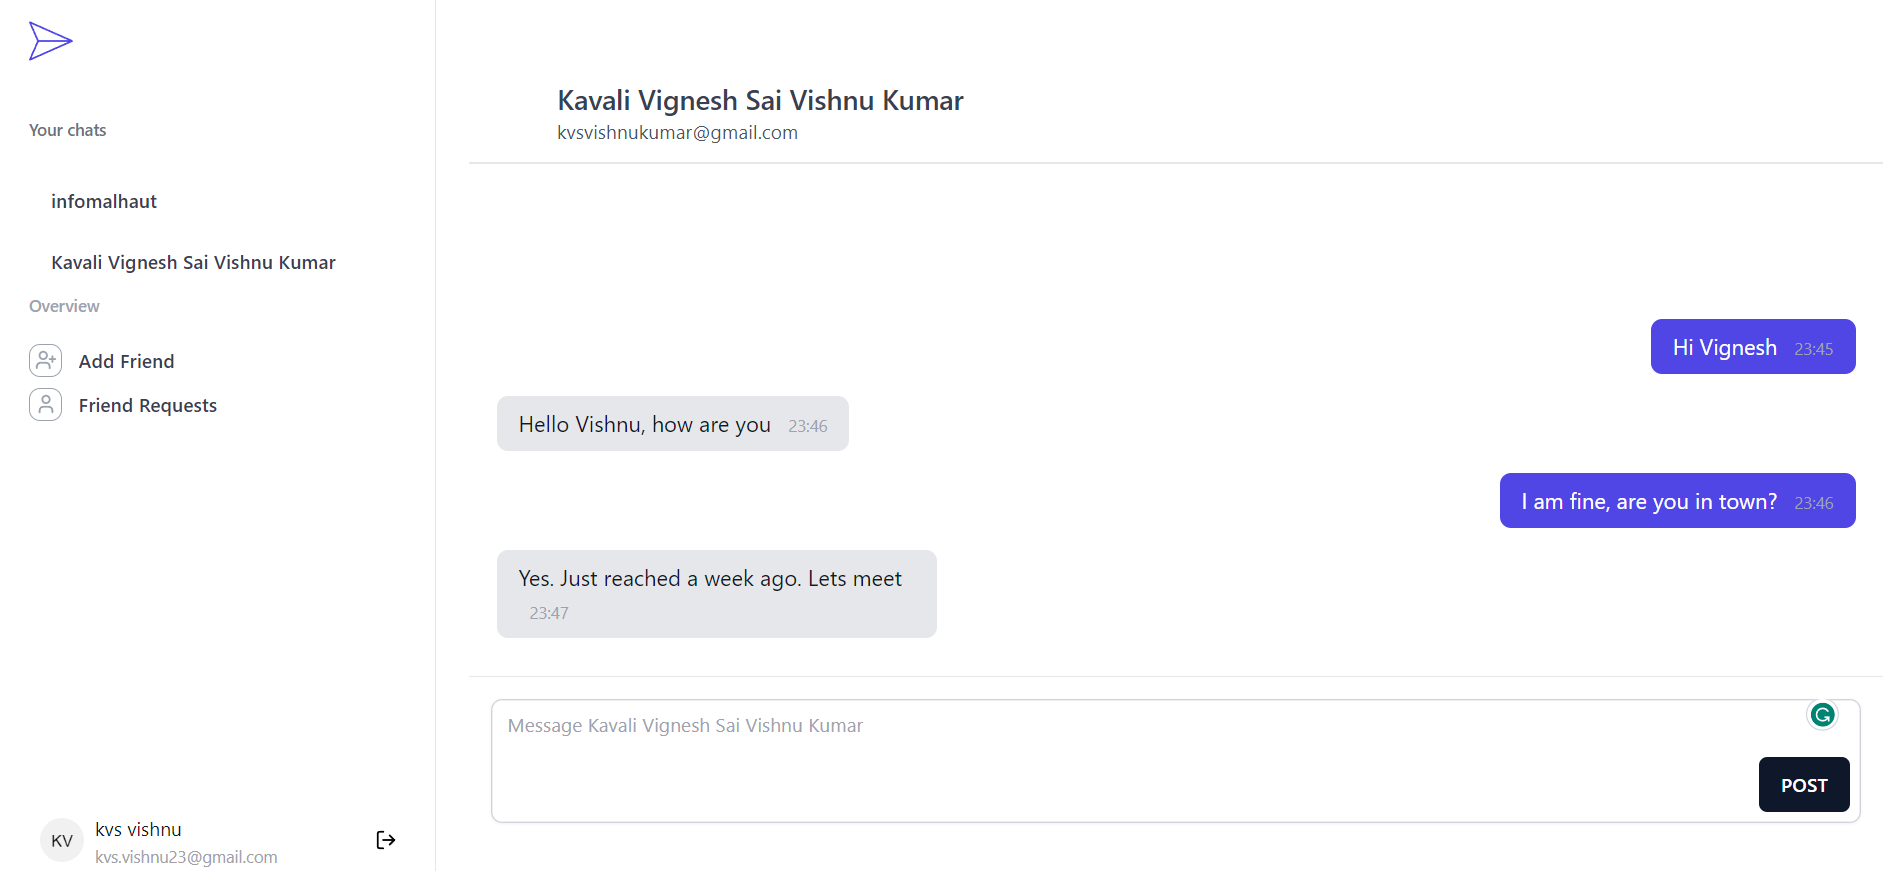 Your chats
infomalhaut
Kavali Vignesh Sai Vishnu Kumar
Overview
Add Friend
Friend Requests
KV
kvs vishnu
kvs.vishnu23@gmail.com
Kavali Vignesh Sai Vishnu Kumar
kvsvishnukumar@gmail.com
Hi Vignesh 23:45
Hello Vishnu, how are you 23:46
I am fine, are you in town? 23:46
Yes. Just reached a week ago. Lets meet
23:47
Message Kavali Vignesh Sai Vishnu Kumar
POST